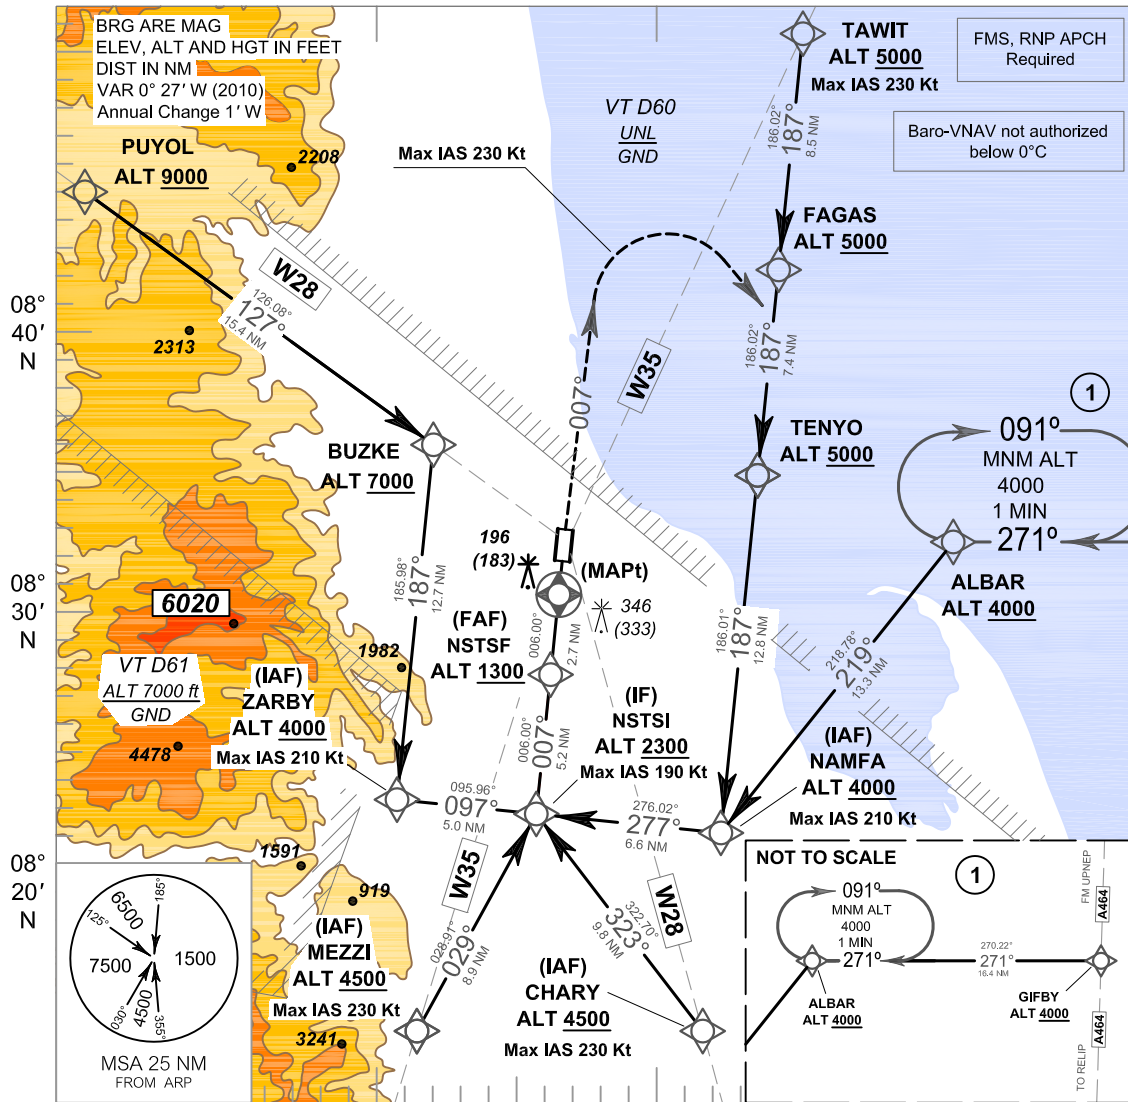 BRG ARE MAG
ELEV, ALT AND HGT IN FEET
DIST IN NM
VAR 0° 27' W (2010)
Annual Change 1' W
PUYOL
ALT 9000
2208
TAWIT
ALT 5000
Max IAS 230 Kt
FMS, RNP APCH
Required
Baro-VNAV not authorized
below 0°C
VT D60
UNL
GND
Max IAS 230 Kt
186.02°
187°
8.5 NM
FAGAS
ALT 5000
W28
126.08°
127°
15.4 NM
08°
40'
N
2313
W35
007°
186.02°
187°
7.4 NM
1
091°
MNM ALT
4000
1 MIN
271°
TENYO
ALT 5000
BUZKE
ALT 7000
196
(183)
(MAPt)
346
(333)
ALBAR
ALT 4000
08°
30'
N
6020
185.98°
187°
12.7 NM
(FAF)
NSTSF
ALT 1300
006.00°
2.7 NM
186.01°
187°
12.8 NM
218.78°
219°
13.3 NM
1982
VT D61
ALT 7000 ft
GND
4478
(IAF)
ZARBY
ALT 4000
Max IAS 210 Kt
(IF)
NSTSI
ALT 2300
Max IAS 190 Kt
006.00°
007°
5.2 NM
(IAF)
NAMFA
ALT 4000
Max IAS 210 Kt
095.96°
097°
5.0 NM
276.02°
277°
6.6 NM
08°
20'
N
1591
919
W35
W28
(IAF)
MEZZI
ALT 4500
Max IAS 230 Kt
028.91°
029°
8.9 NM
322.70°
323°
9.8 NM
(IAF)
CHARY
ALT 4500
Max IAS 230 Kt
3241
6500
185°
125°
7500
1500
4500
030°
355°
MSA 25 NM
FROM ARP
NOT TO SCALE
1
091°
MNM ALT
4000
1 MIN
271°
270.22°
271°
16.4 NM
ALBAR
ALT 4000
GIFBY
ALT 4000
FM UPNEP
A464
A464
TO RELIP